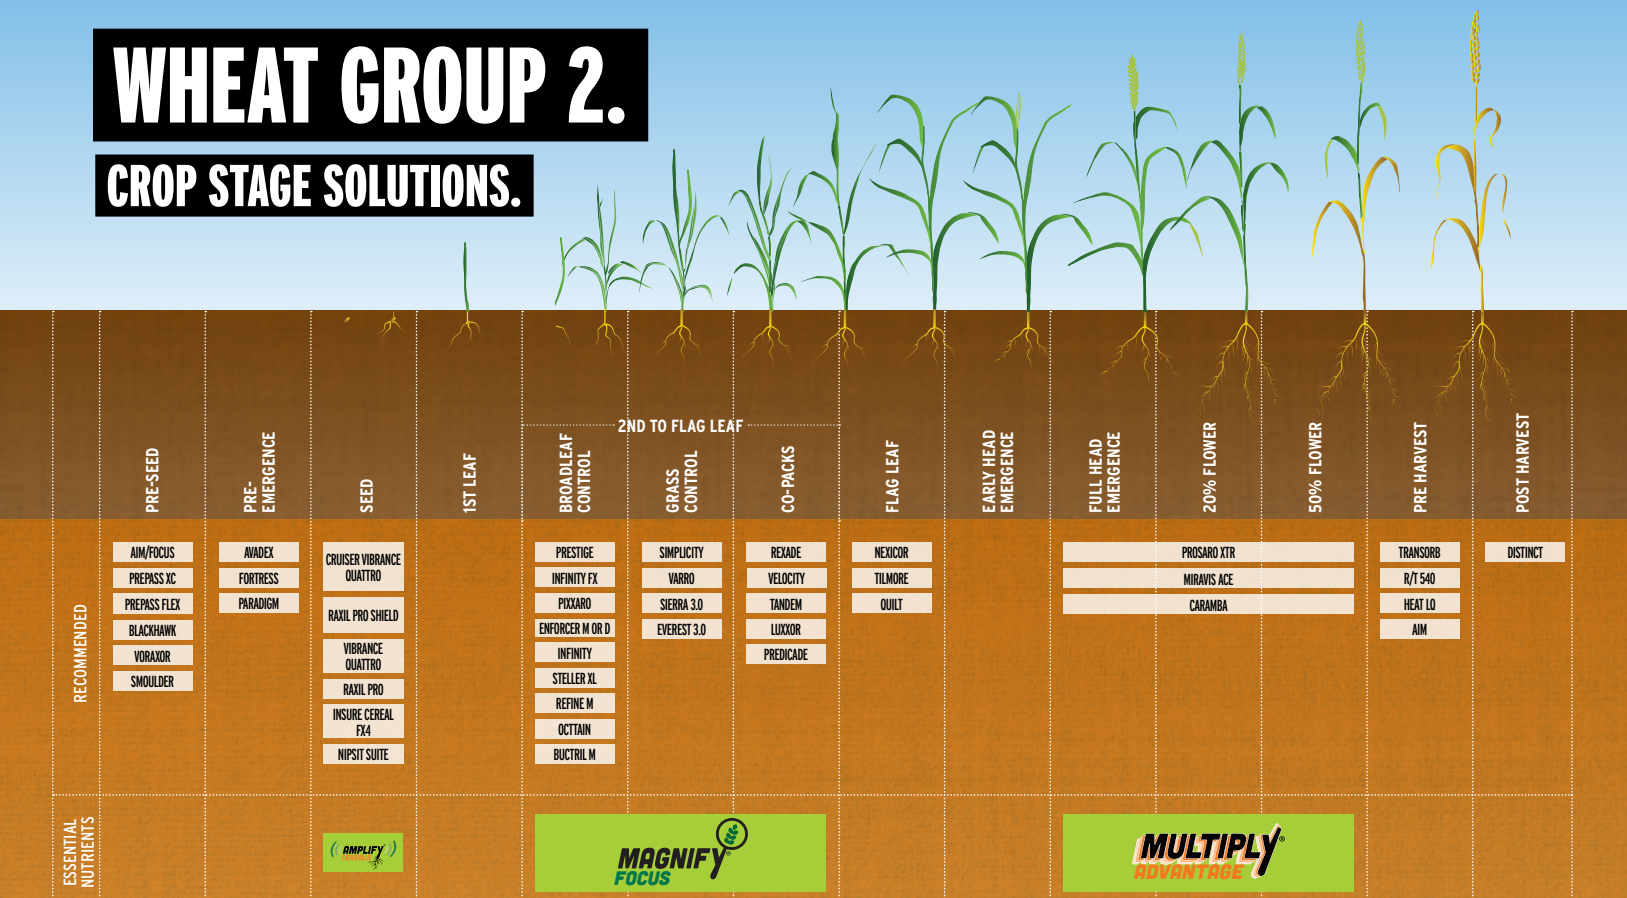 WHEAT GROUP 2.
CROP STAGE SOLUTIONS.
2ND TO FLAG LEAF
PRE-SEED
PRE-
EMERGENCE
SEED
1ST LEAF
BROADLEAF
CONTROL
GRASS
CONTROL
CO-PACKS
FLAG LEAF
EARLY HEAD
EMERGENCE
FULL HEAD
EMERGENCE
20% FLOWER
50% FLOWER
PRE HARVEST
POST HARVEST
RECOMMENDED
AIM/FOCUS
PREPASS XC
PREPASS FLEX
BLACKHAWK
VORAXOR
SMOULDER
AVADEX
FORTRESS
PARADIGM
CRUISER VIBRANCE
QUATTRO
RAXIL PRO SHIELD
VIBRANCE
QUATTRO
RAXIL PRO
INSURE CEREAL
FX4
NIPSIT SUITE
PRESTIGE
INFINITY FX
PIXXARO
ENFORCER M OR D
INFINITY
STELLER XL
REFINE M
OCTTAIN
BUCTRIL M
SIMPLICITY
VARRO
SIERRA 3.0
EVEREST 3.0
REXADE
VELOCITY
TANDEM
LUXXOR
PREDICADE
NEXICOR
TILMORE
QUILT
PROSARO XTR
MIRAVIS ACE
CARAMBA
TRANSORB
R/T 540
HEAT LQ
AIM
DISTINCT
ESSENTIAL
NUTRIENTS
AMPLIFY
CEREALS
MAGNIFY®
FOCUS
MULTIPLY®
ADVANTAGE